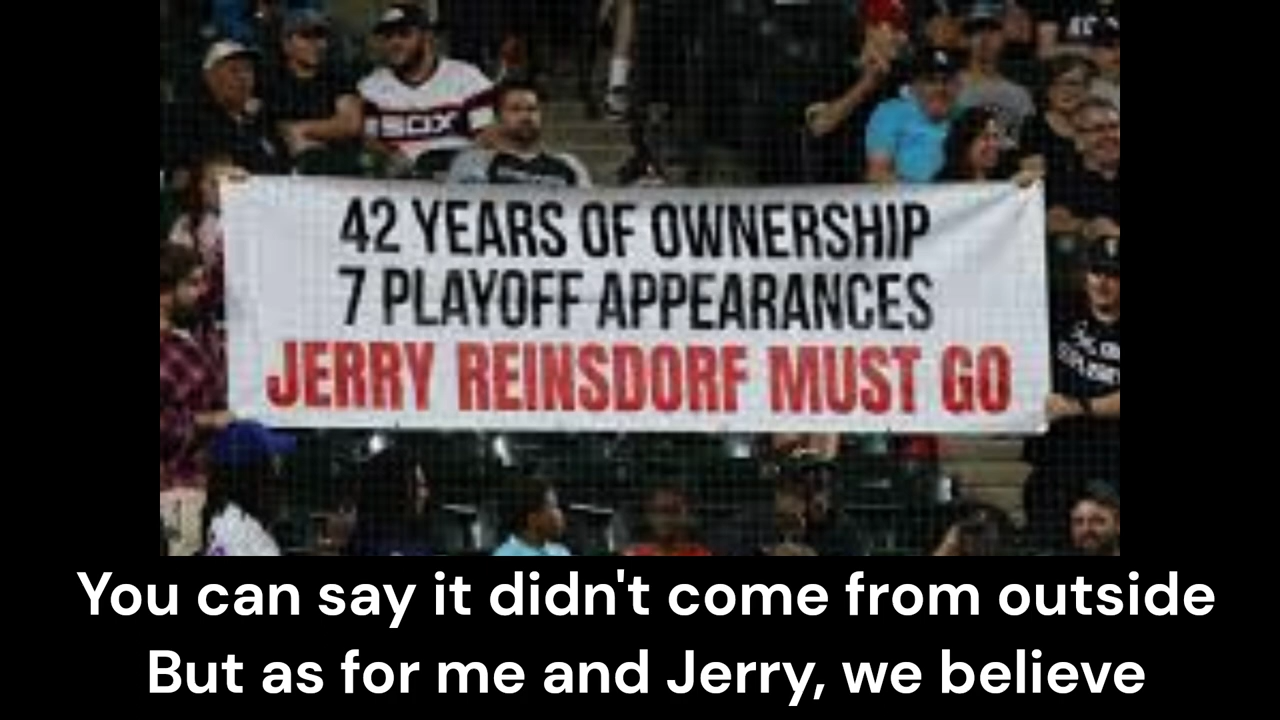 SOX
42 YEARS OF OWNERSHIP
7 PLAYOFF APPEARANCES
JERRY REINSDORF MUST GO
You can say it didn't come from outside
But as for me and Jerry, we believe